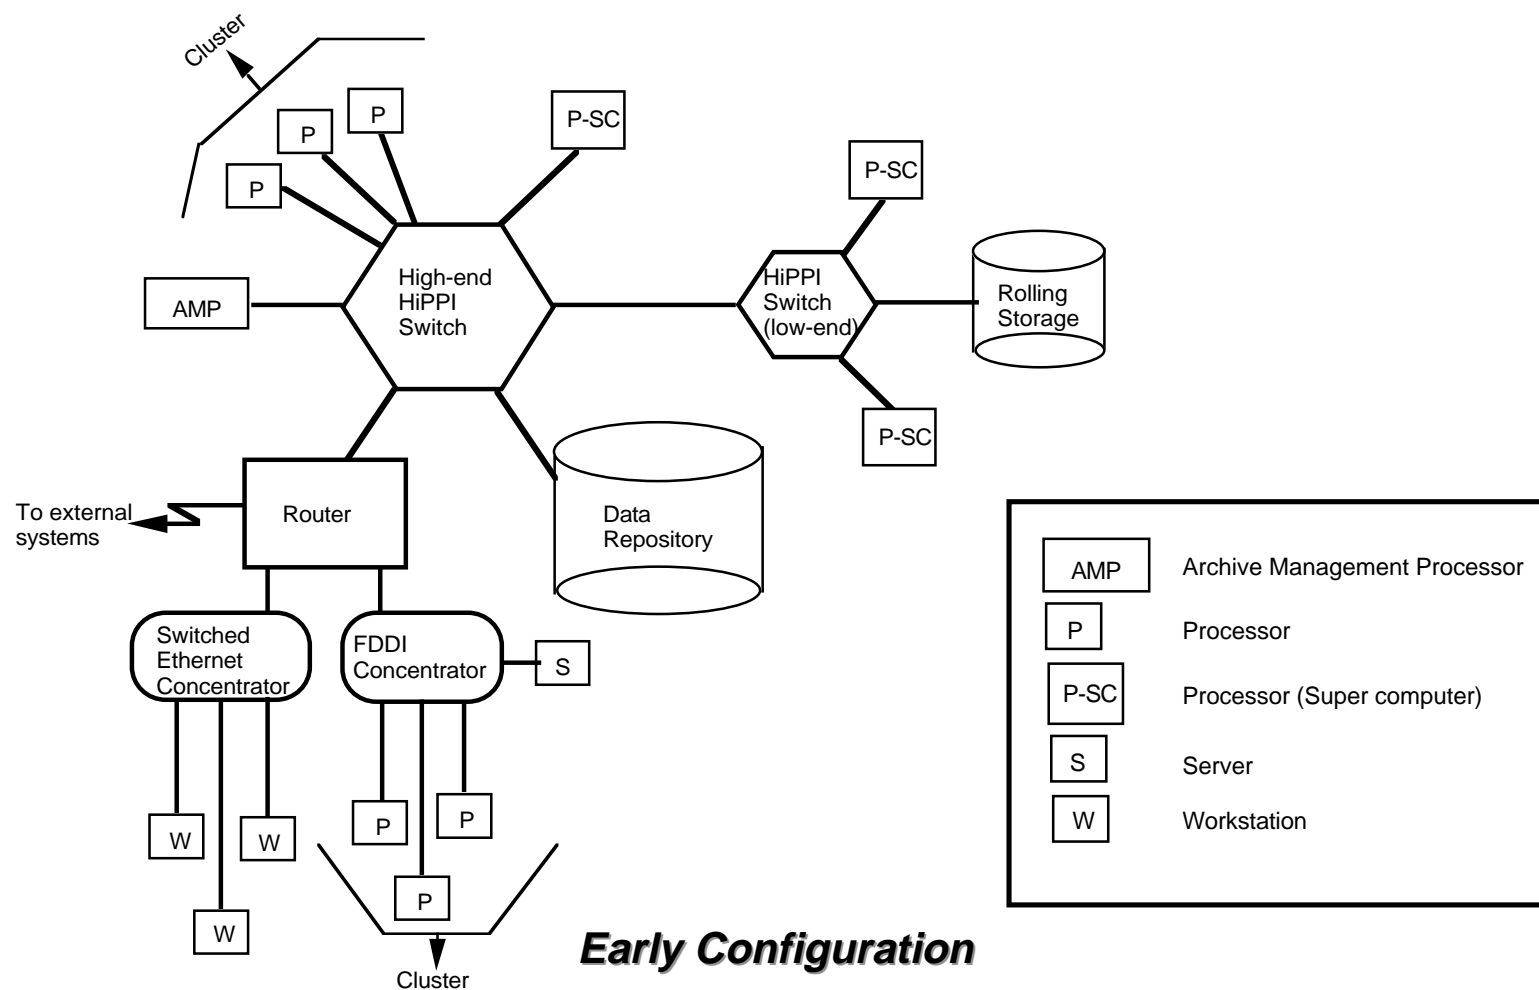 Cluster
P
P
P
P-SC
P-SC
AMP
High-end
HiPPI
Switch
HiPPI
Switch
(low-end)
Rolling
Storage
P-SC
To external
systems
Router
Data
Repository
Switched
Ethernet
Concentrator
FDDI
Concentrator
S
W
W
W
P
P
P
Cluster
AMP Archive Management Processor
P Processor
P-SC Processor (Super computer)
S Server
W Workstation
Early Configuration